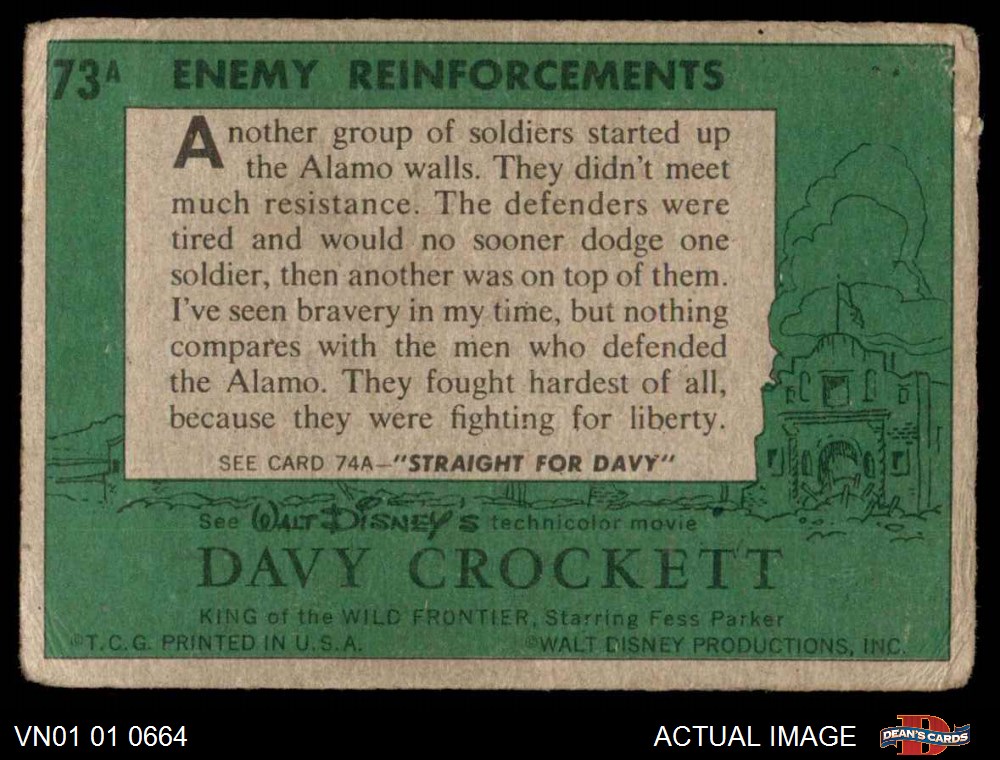 73A ENEMY REINFORCEMENTS
Another group of soldiers started up
the Alamo walls. They didn't meet
much resistance. The defenders were
tired and would no sooner dodge one
soldier, then another was on top of them.
I've seen bravery in my time, but nothing
compares with the men who defended
the Alamo. They fought hardest of all,
because they were fighting for liberty.
SEE CARD 74A—"STRAIGHT FOR DAVY"
See WALT DISNEY'S technicolor movie
DAVY CROCKETT
KING of the WILD FRONTIER, Starring Fess Parker
©T.C.G. PRINTED IN U.S.A. ©WALT DISNEY PRODUCTIONS, INC.
VN01 01 0664 ACTUAL IMAGE D DEAN'S CARDS